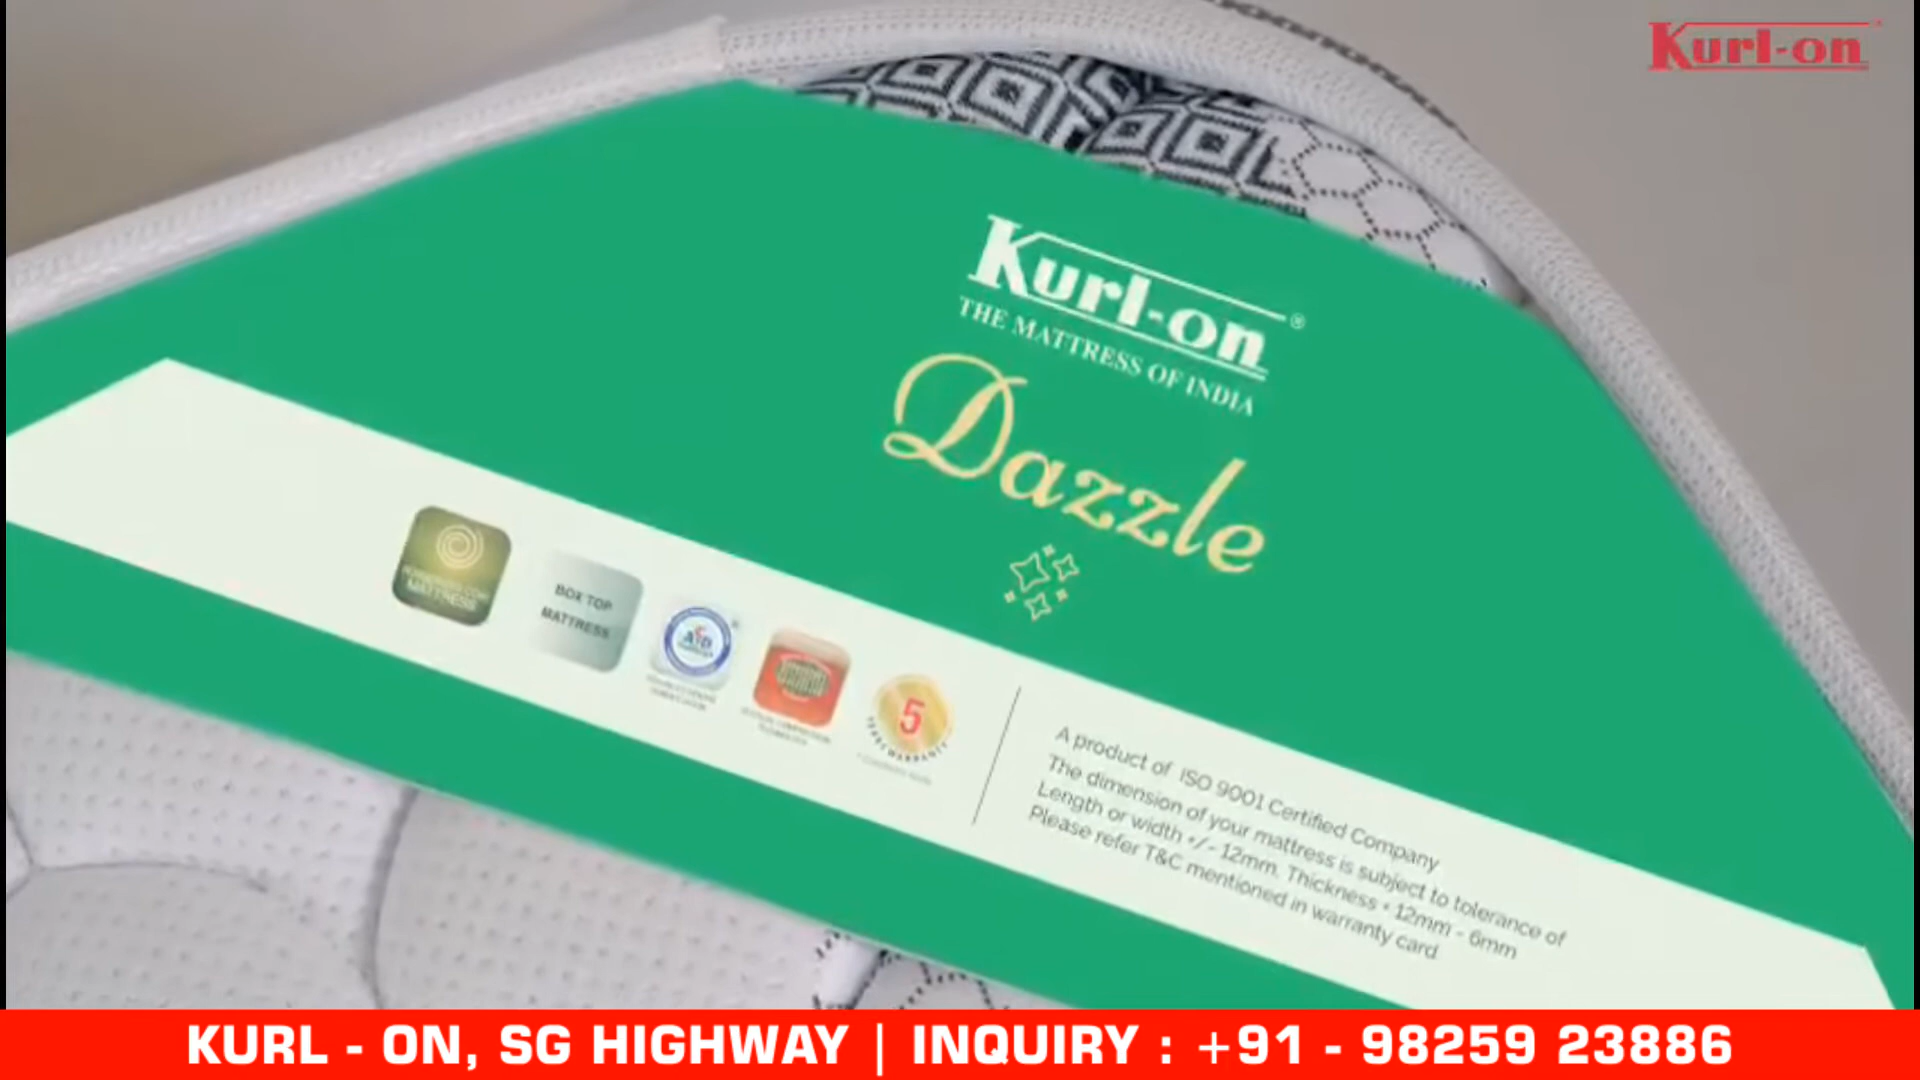 Kurl-on
Kurl-on®
THE MATTRESS OF INDIA
Dazzle
MATTRESS
BOX TOP
MATTRESS
5
A product of ISO 9001 Certified Company
The dimension of your mattress is subject to tolerance of
Length or width +/- 12mm. Thickness + 12mm - 6mm
Please refer T&C mentioned in warranty card.
KURL - ON, SG HIGHWAY | INQUIRY : +91 - 98259 23886